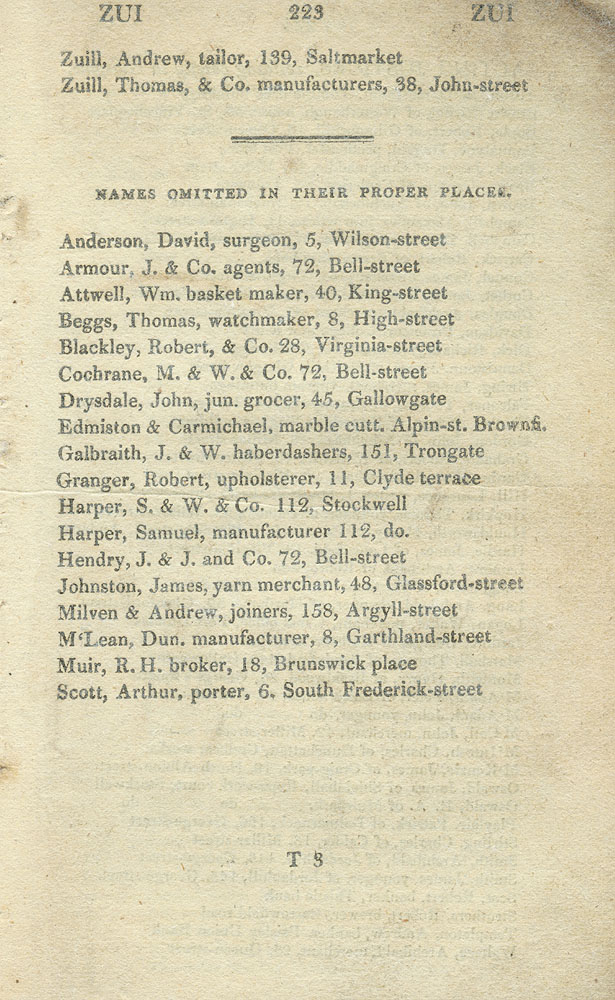 ZUI 223 ZUI
Zuill, Andrew, tailor, 139, Saltmarket
Zuill, Thomas, & Co. manufacturers, 38, John-street
NAMES OMITTED IN THEIR PROPER PLACES.
Anderson, David, surgeon, 5, Wilson-street
Armour, J. & Co. agents, 72, Bell-street
Attwell, Wm. basket maker, 40, King-street
Beggs, Thomas, watchmaker, 8, High-street
Blackley, Robert, & Co. 28, Virginia-street
Cochrane, M. & W. & Co. 72, Bell-street
Drysdale, John, jun. grocer, 45, Gallowgate
Edmiston & Carmichael, marble cutt. Alpin-st. Brownfi.
Galbraith, J. & W. haberdashers, 151, Trongate
Granger, Robert, upholsterer, 11, Clyde terrace
Harper, S. & W. & Co. 112, Stockwell
Harper, Samuel, manufacturer 112, do.
Hendry, J. & J. and Co. 72, Bell-street
Johnston, James, yarn merchant, 48, Glassford-street
Milven & Andrew, joiners, 158, Argyll-street
M'Lean, Dun. manufacturer, 8, Garthland-street
Muir, R. H. broker, 18, Brunswick place
Scott, Arthur, porter, 6. South Frederick-street
T 3